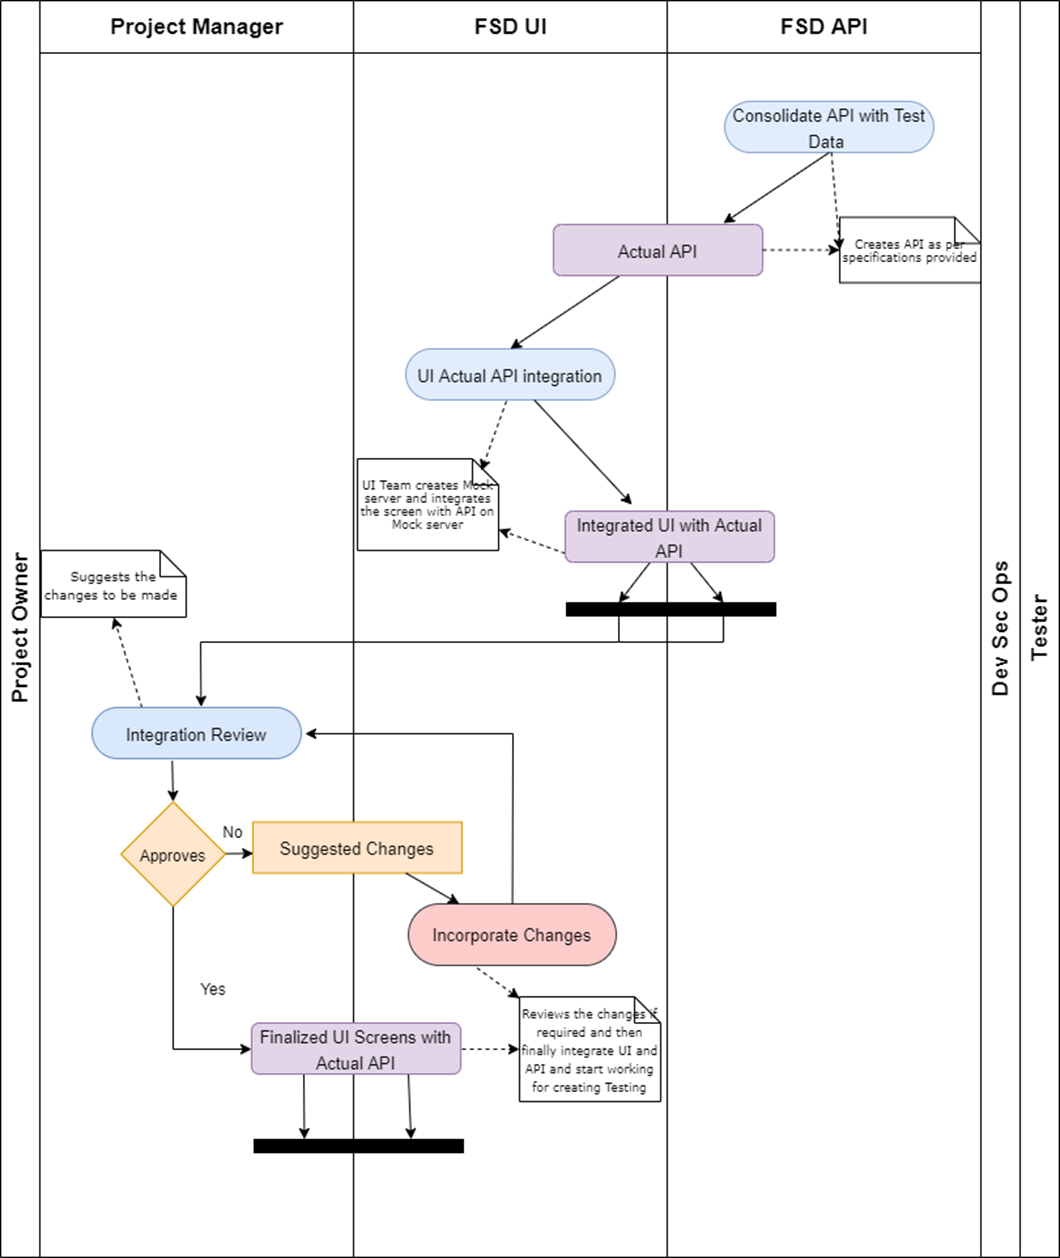 Project Manager
FSD UI
FSD API
Consolidate API with Test
Data
Actual API
Creates API as per
specifications provided
UI Actual API integration
UI Team creates Mock
server and integrates
the screen with API on
Mock server
Integrated UI with Actual
API
Project Owner
Dev Sec Ops
Tester
Suggests the
changes to be made
Integration Review
Approves
No
Suggested Changes
Incorporate Changes
Yes
Reviews the changes if
required and then
finally integrate UI and
API and start working
for creating Testing
Finalized UI Screens with
Actual API